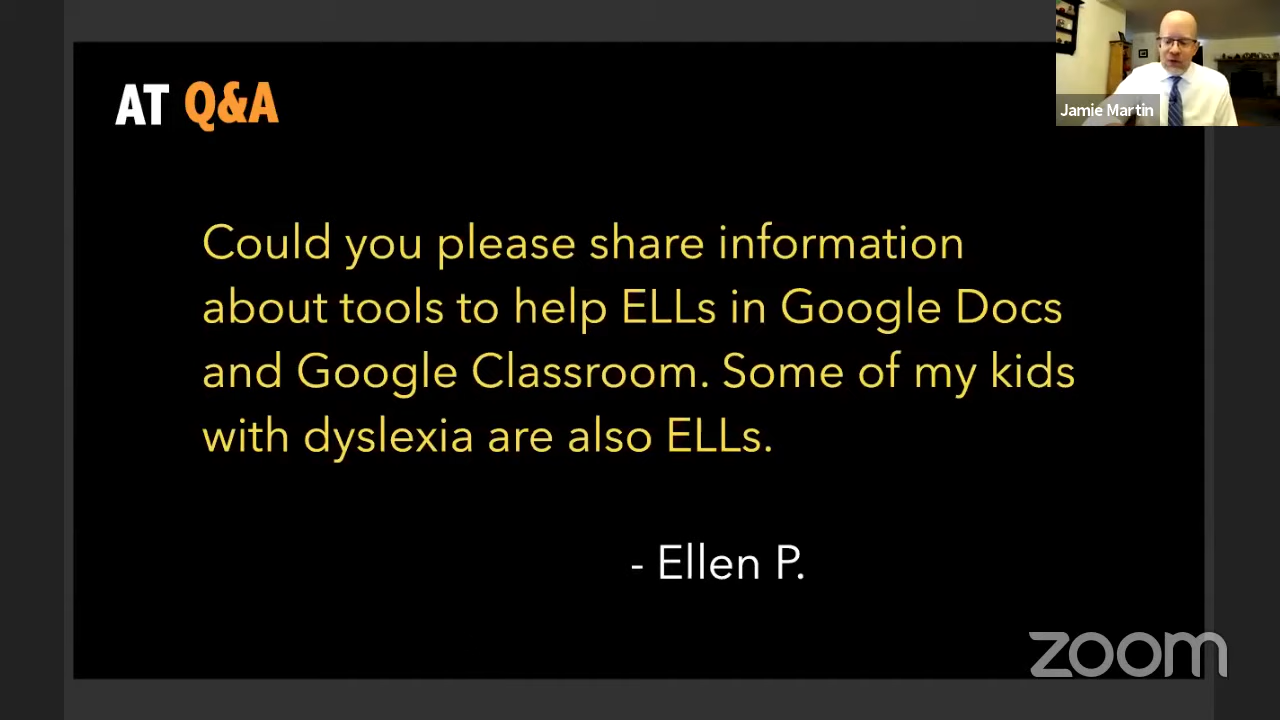 AT Q&A
Jamie Martin
Could you please share information
about tools to help ELLs in Google Docs
and Google Classroom. Some of my kids
with dyslexia are also ELLs.
- Ellen P.
zoom